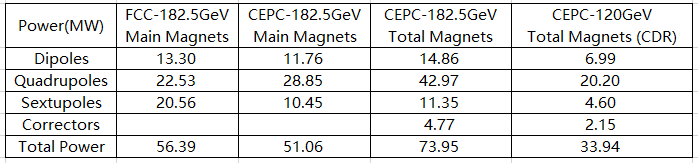 Power(MW) FCC-182.5GeV Main Magnets CEPC-182.5GeV Main Magnets CEPC-182.5GeV Total Magnets CEPC-120GeV Total Magnets (CDR)
Dipoles 13.30 11.76 14.86 6.99
Quadrupoles 22.53 28.85 42.97 20.20
Sextupoles 20.56 10.45 11.35 4.60
Correctors 4.77 2.15
Total Power 56.39 51.06 73.95 33.94